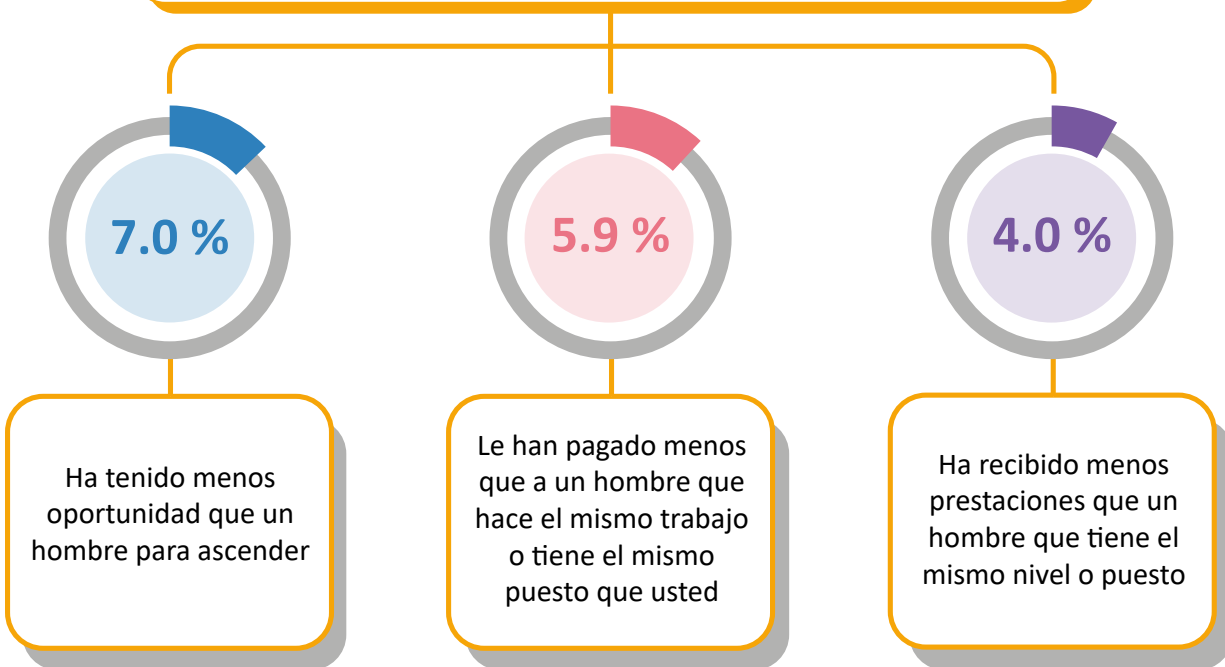 7.0 %
5.9 %
4.0 %
Ha tenido menos
oportunidad que un
hombre para ascender
Le han pagado menos
que a un hombre que
hace el mismo trabajo
o tiene el mismo
puesto que usted
Ha recibido menos
prestaciones que un
hombre que tiene el
mismo nivel o puesto